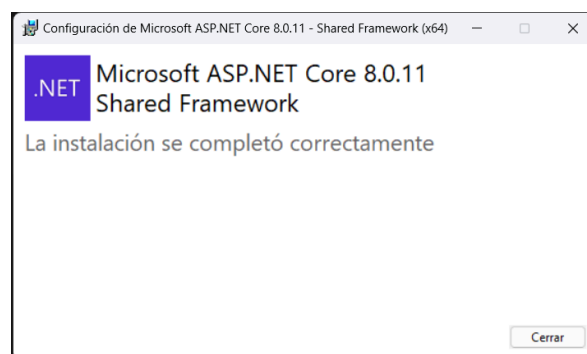 Configuración de Microsoft ASP.NET Core 8.0.11 - Shared Framework (x64)
.NET
Microsoft ASP.NET Core 8.0.11
Shared Framework
La instalación se completó correctamente
Cerrar